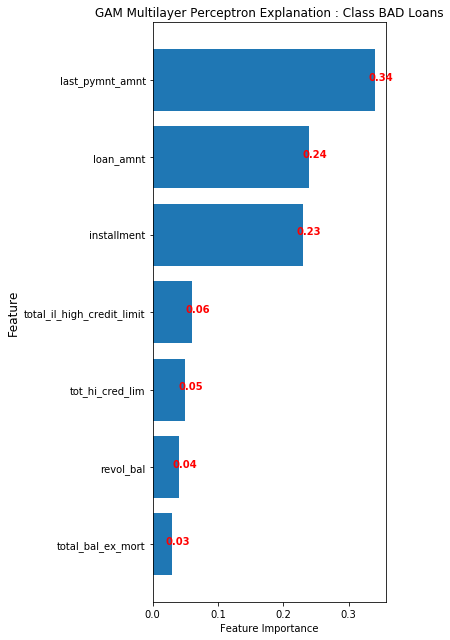 GAM Multilayer Perceptron Explanation : Class BAD Loans
last_pymnt_amnt
0.34
loan_amnt
0.24
installment
0.23
total_il_high_credit_limit
0.06
tot_hi_cred_lim
0.05
revol_bal
0.04
total_bal_ex_mort
0.03
Feature
0.0 0.1 0.2 0.3
Feature Importance